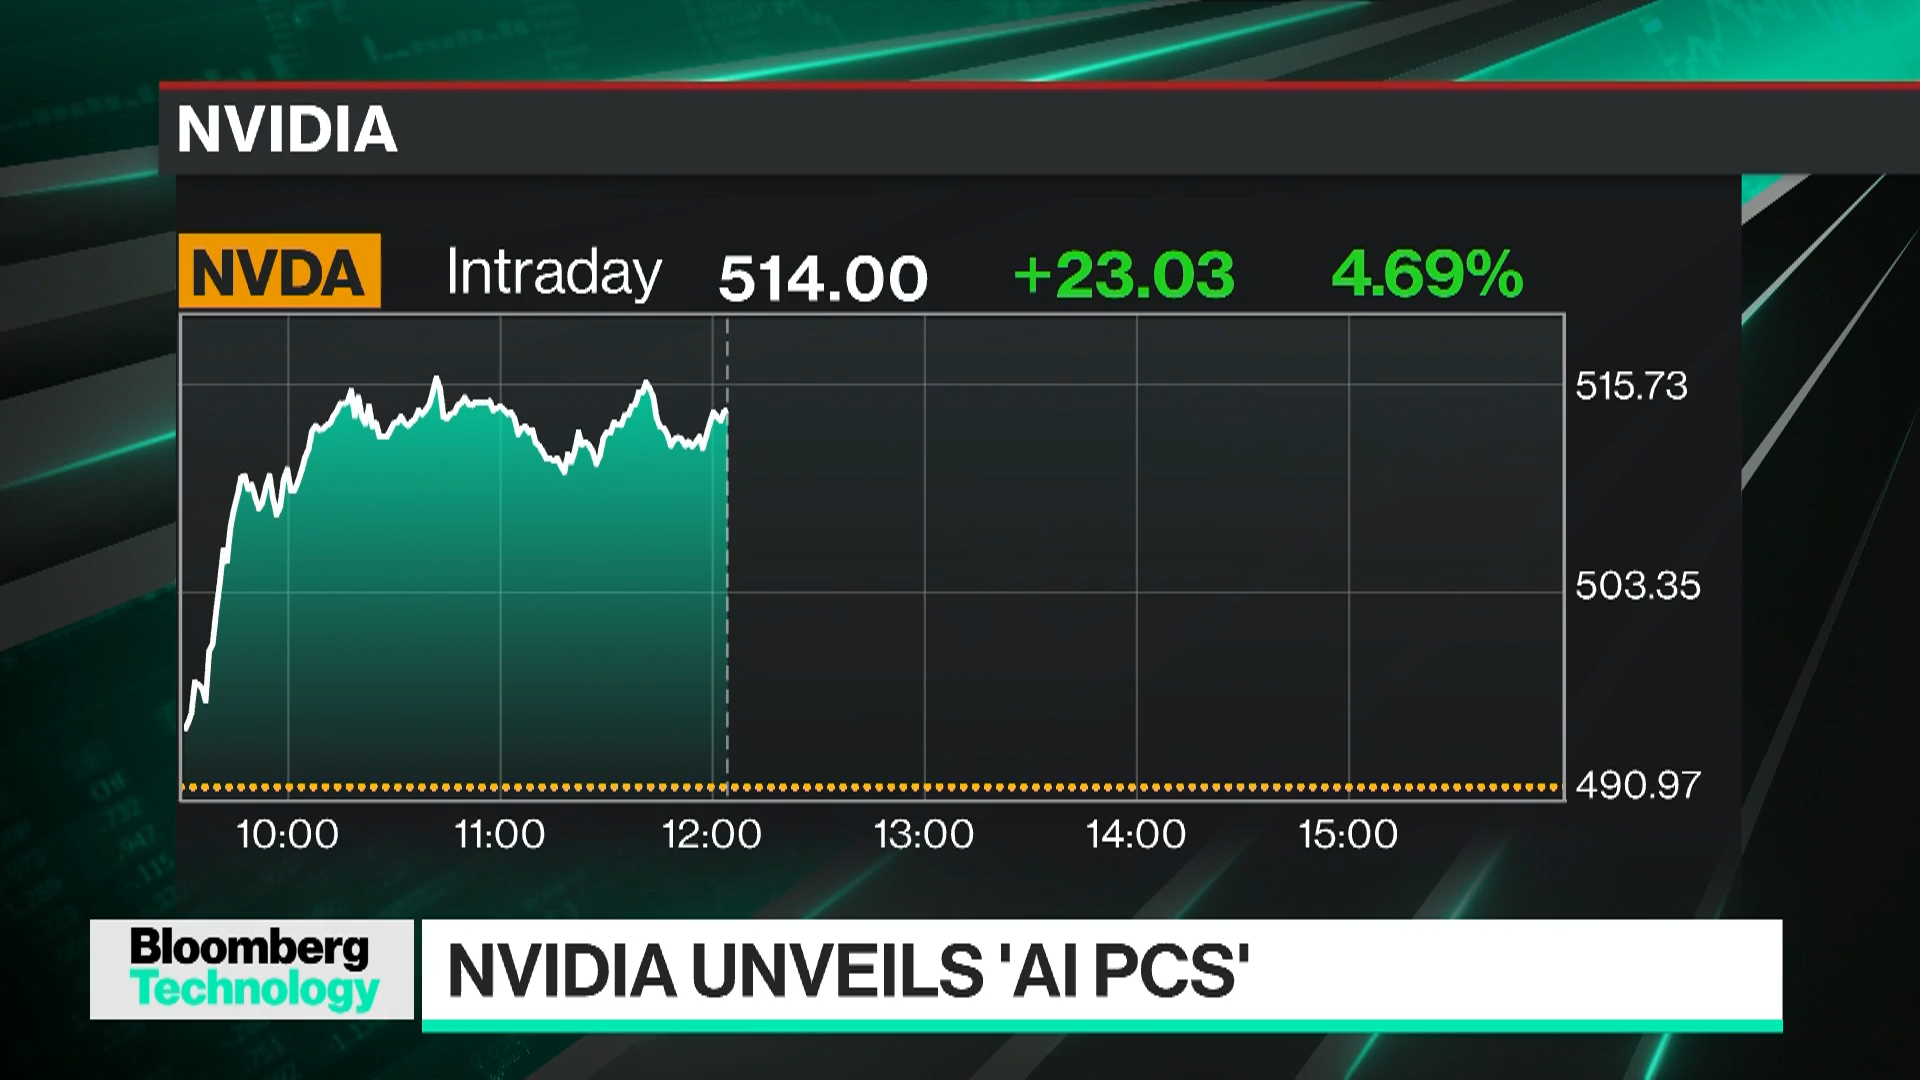 NVIDIA
NVDA Intraday 514.00 +23.03 4.69%
515.73
503.35
490.97
10:00 11:00 12:00 13:00 14:00 15:00
Bloomberg
Technology
NVIDIA UNVEILS 'AI PCS'